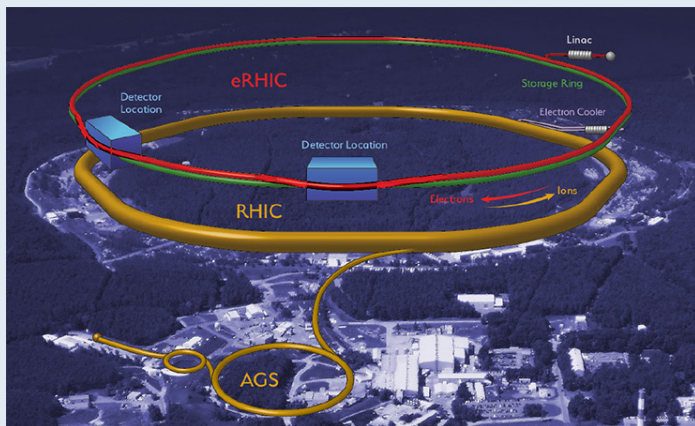 Linac
eRHIC
Storage Ring
Detector
Location
Electron Cooler
Detector Location
RHIC
Electrons
Ions
AGS